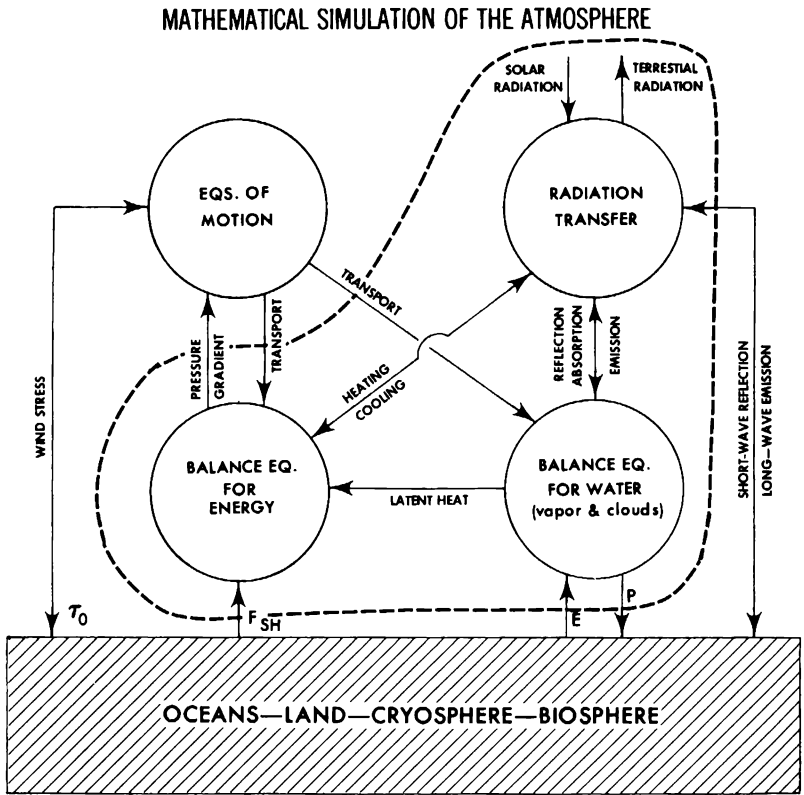 MATHEMATICAL SIMULATION OF THE ATMOSPHERE
SOLAR
RADIATION
TERRESTIAL
RADIATION
EQS. OF
MOTION
RADIATION
TRANSFER
TRANSPORT
PRESSURE
GRADIENT
TRANSPORT
HEATING
COOLING
REFLECTION
ABSORPTION
EMISSION
WIND STRESS
SHORT-WAVE REFLECTION
LONG—WAVE EMISSION
BALANCE EQ.
FOR
ENERGY
LATENT HEAT
BALANCE EQ.
FOR WATER
(vapor & clouds)
τ0
F SH
E
P
OCEANS—LAND—CRYOSPHERE—BIOSPHERE